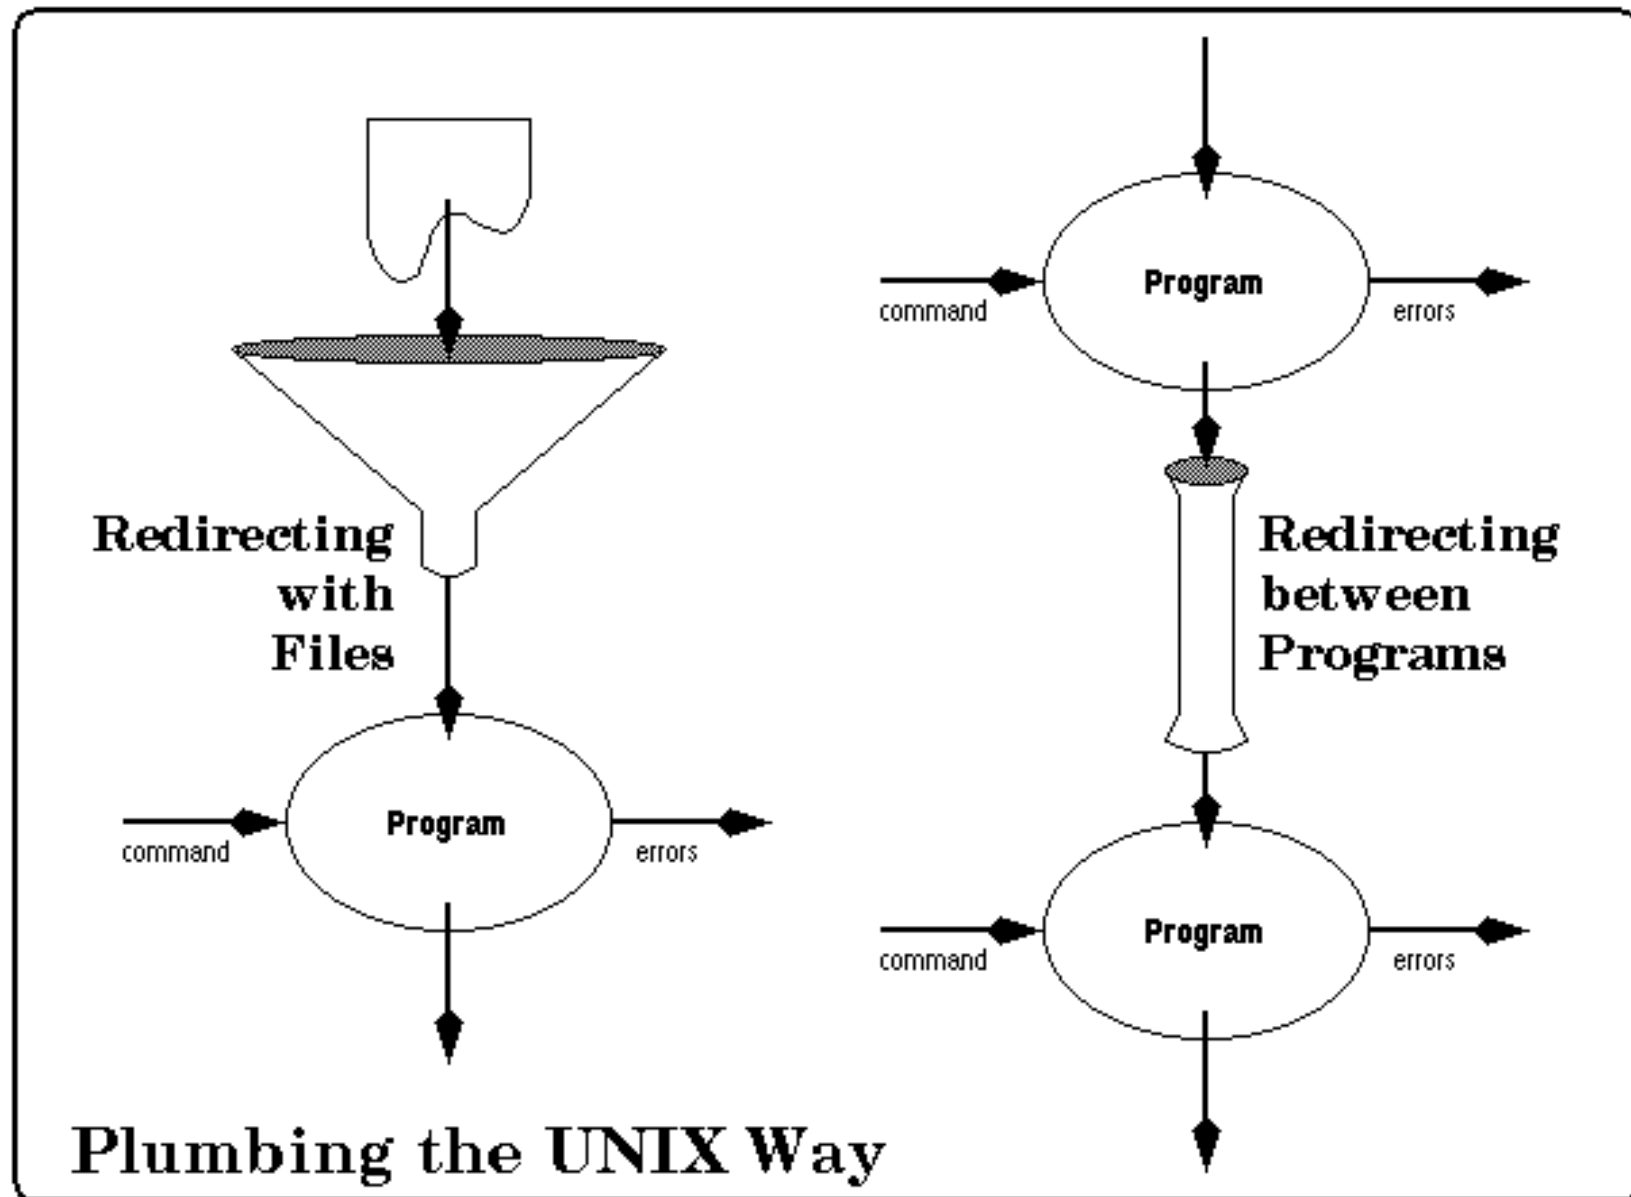 Redirecting
with
Files
Program
command
errors
Program
command
errors
Redirecting
between
Programs
Program
command
errors
Plumbing the UNIX Way